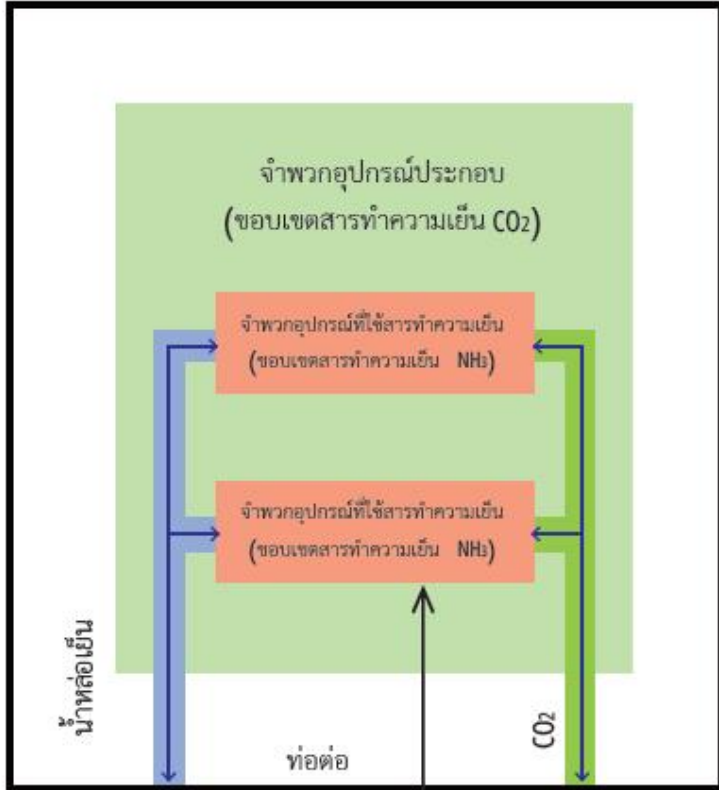 จำพวกอุปกรณ์ประกอบ
(ขอบเขตสารทำความเย็น CO2)
จำพวกอุปกรณ์ที่ใช้สารทำความเย็น
(ขอบเขตสารทำความเย็น NH3)
จำพวกอุปกรณ์ที่ใช้สารทำความเย็น
(ขอบเขตสารทำความเย็น NH3)
น้ำหล่อเย็น
ท่อต่อ
CO2